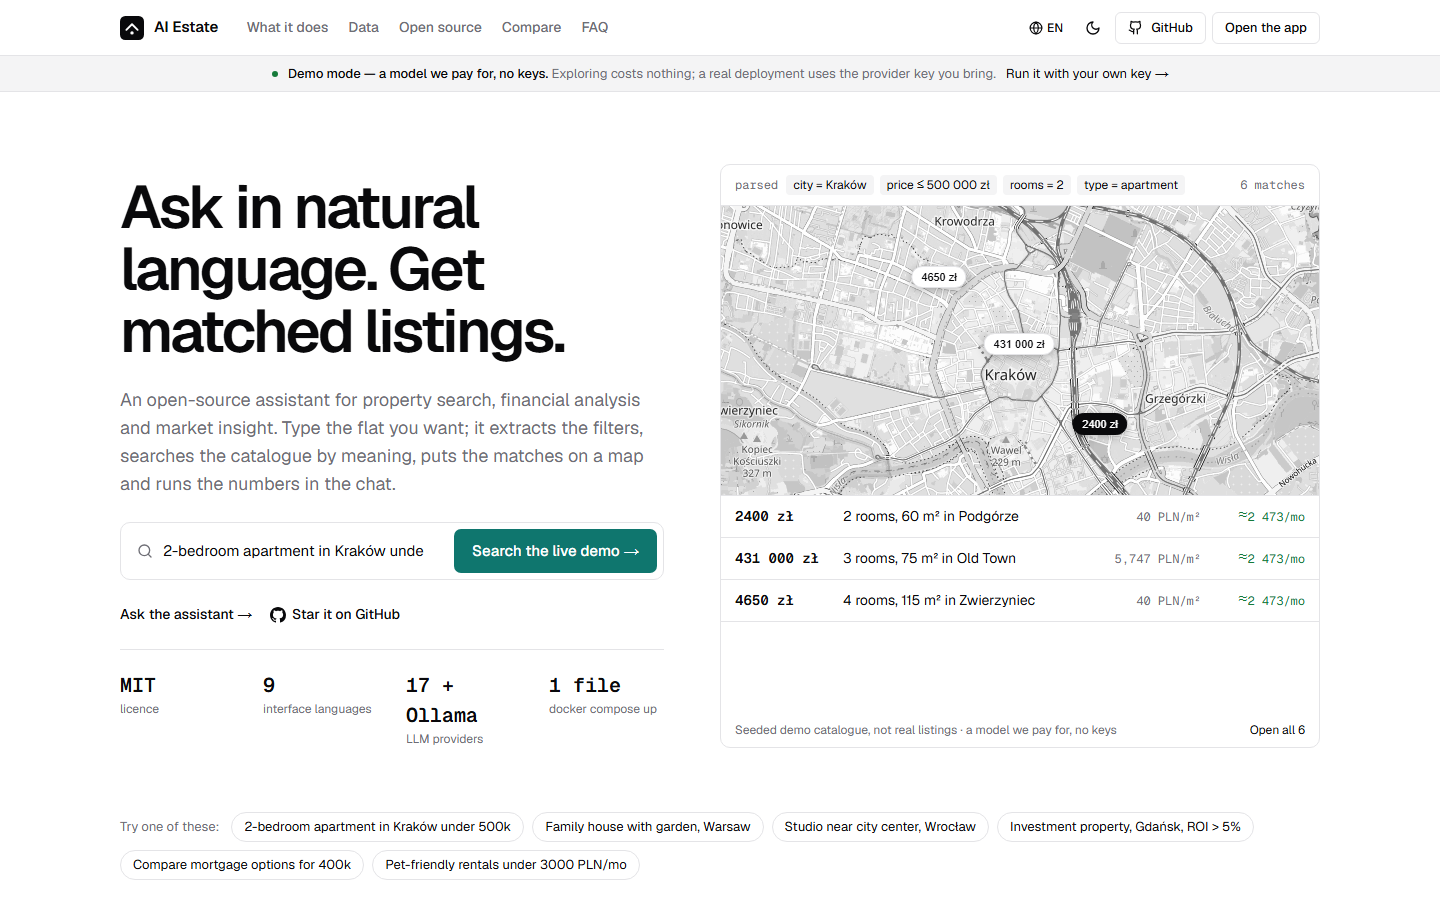 AI Estate
What it does
Data
Open source
Compare
FAQ
EN
GitHub
Open the app
Demo mode — a model we pay for, no keys. Exploring costs nothing; a real deployment uses the provider key you bring. Run it with your own key →
Ask in natural
language. Get
matched listings.
An open-source assistant for property search, financial analysis
and market insight. Type the flat you want; it extracts the filters,
searches the catalogue by meaning, puts the matches on a map
and runs the numbers in the chat.
2-bedroom apartment in Kraków unde
Search the live demo →
Ask the assistant →
Star it on GitHub
MIT
licence
9
interface languages
17 +
Ollama
LLM providers
1 file
docker compose up
parsed
city = Kraków
price ≤ 500 000 zł
rooms = 2
type = apartment
6 matches
onowice
Krowodrza
4650 zł
Białucha
431 000 zł
Kraków
Grzegórzki
wierzyniec
Sikornik
2400 zł
Kopiec
Kościuszki
327 m
Wawel
229 m
Wisła
Wisła
Nowohucka
2400 zł 2 rooms, 60 m² in Podgórze 40 PLN/m² ≈2 473/mo
431 000 zł 3 rooms, 75 m² in Old Town 5,747 PLN/m² ≈2 473/mo
4650 zł 4 rooms, 115 m² in Zwierzyniec 40 PLN/m² ≈2 473/mo
Seeded demo catalogue, not real listings · a model we pay for, no keys
Open all 6
Try one of these:
2-bedroom apartment in Kraków under 500k
Family house with garden, Warsaw
Studio near city center, Wrocław
Investment property, Gdańsk, ROI > 5%
Compare mortgage options for 400k
Pet-friendly rentals under 3000 PLN/mo